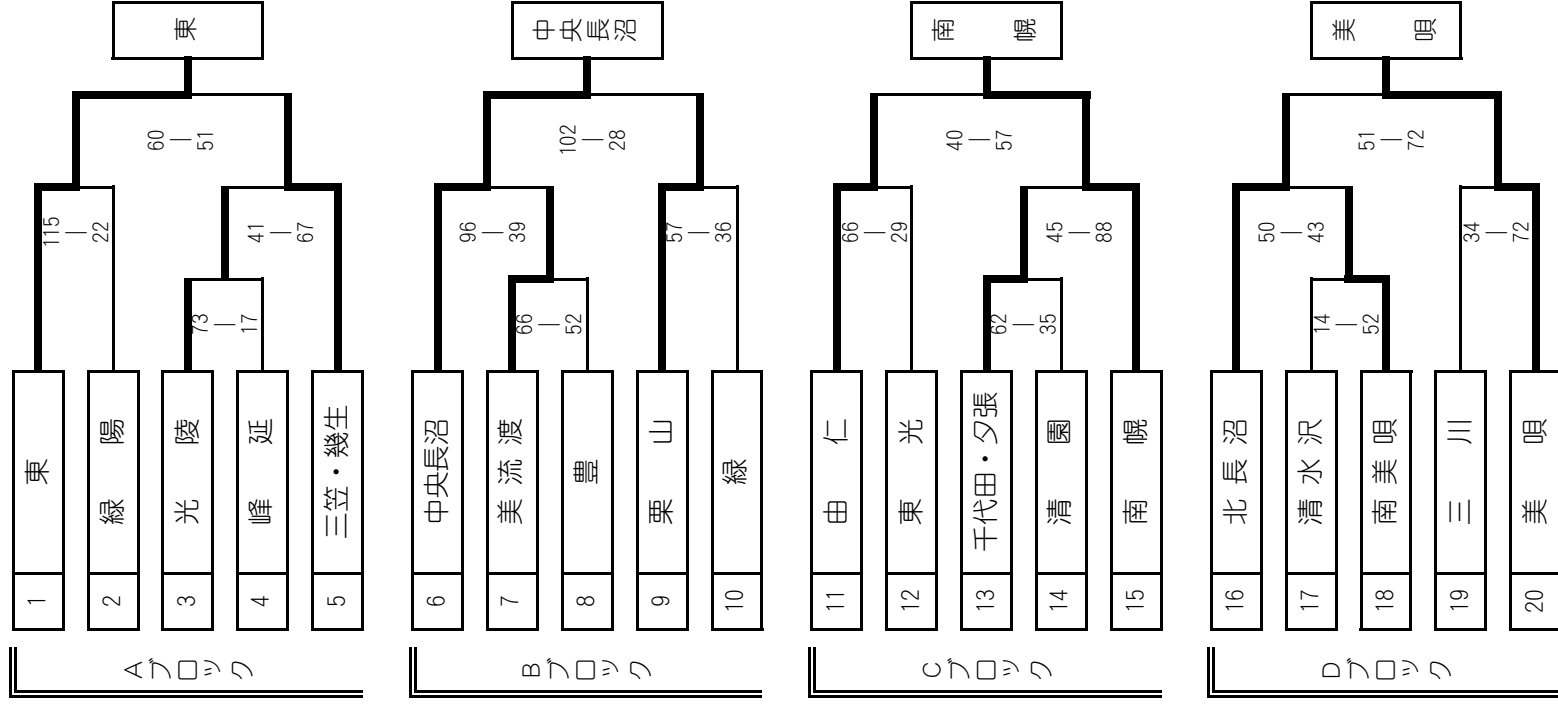 東
中央長沼
南幌
美唄
60 ― 51
102 ― 28
40 ― 57
51 ― 72
115 ― 22
41 ― 67
96 ― 39
57 ― 36
66 ― 29
45 ― 88
50 ― 43
34 ― 72
73 ― 17
66 ― 52
62 ― 35
14 ― 52
1 東
2 緑陽
3 光陵
4 峰延
5 三笠・幾生
6 中央長沼
7 美流渡
8 豊
9 栗山
10 緑
11 由仁
12 東光
13 千代田・夕張
14 清園
15 南幌
16 北長沼
17 清水沢
18 南美唄
19 三川
20 美唄
Aブロック
Bブロック
Cブロック
Dブロック